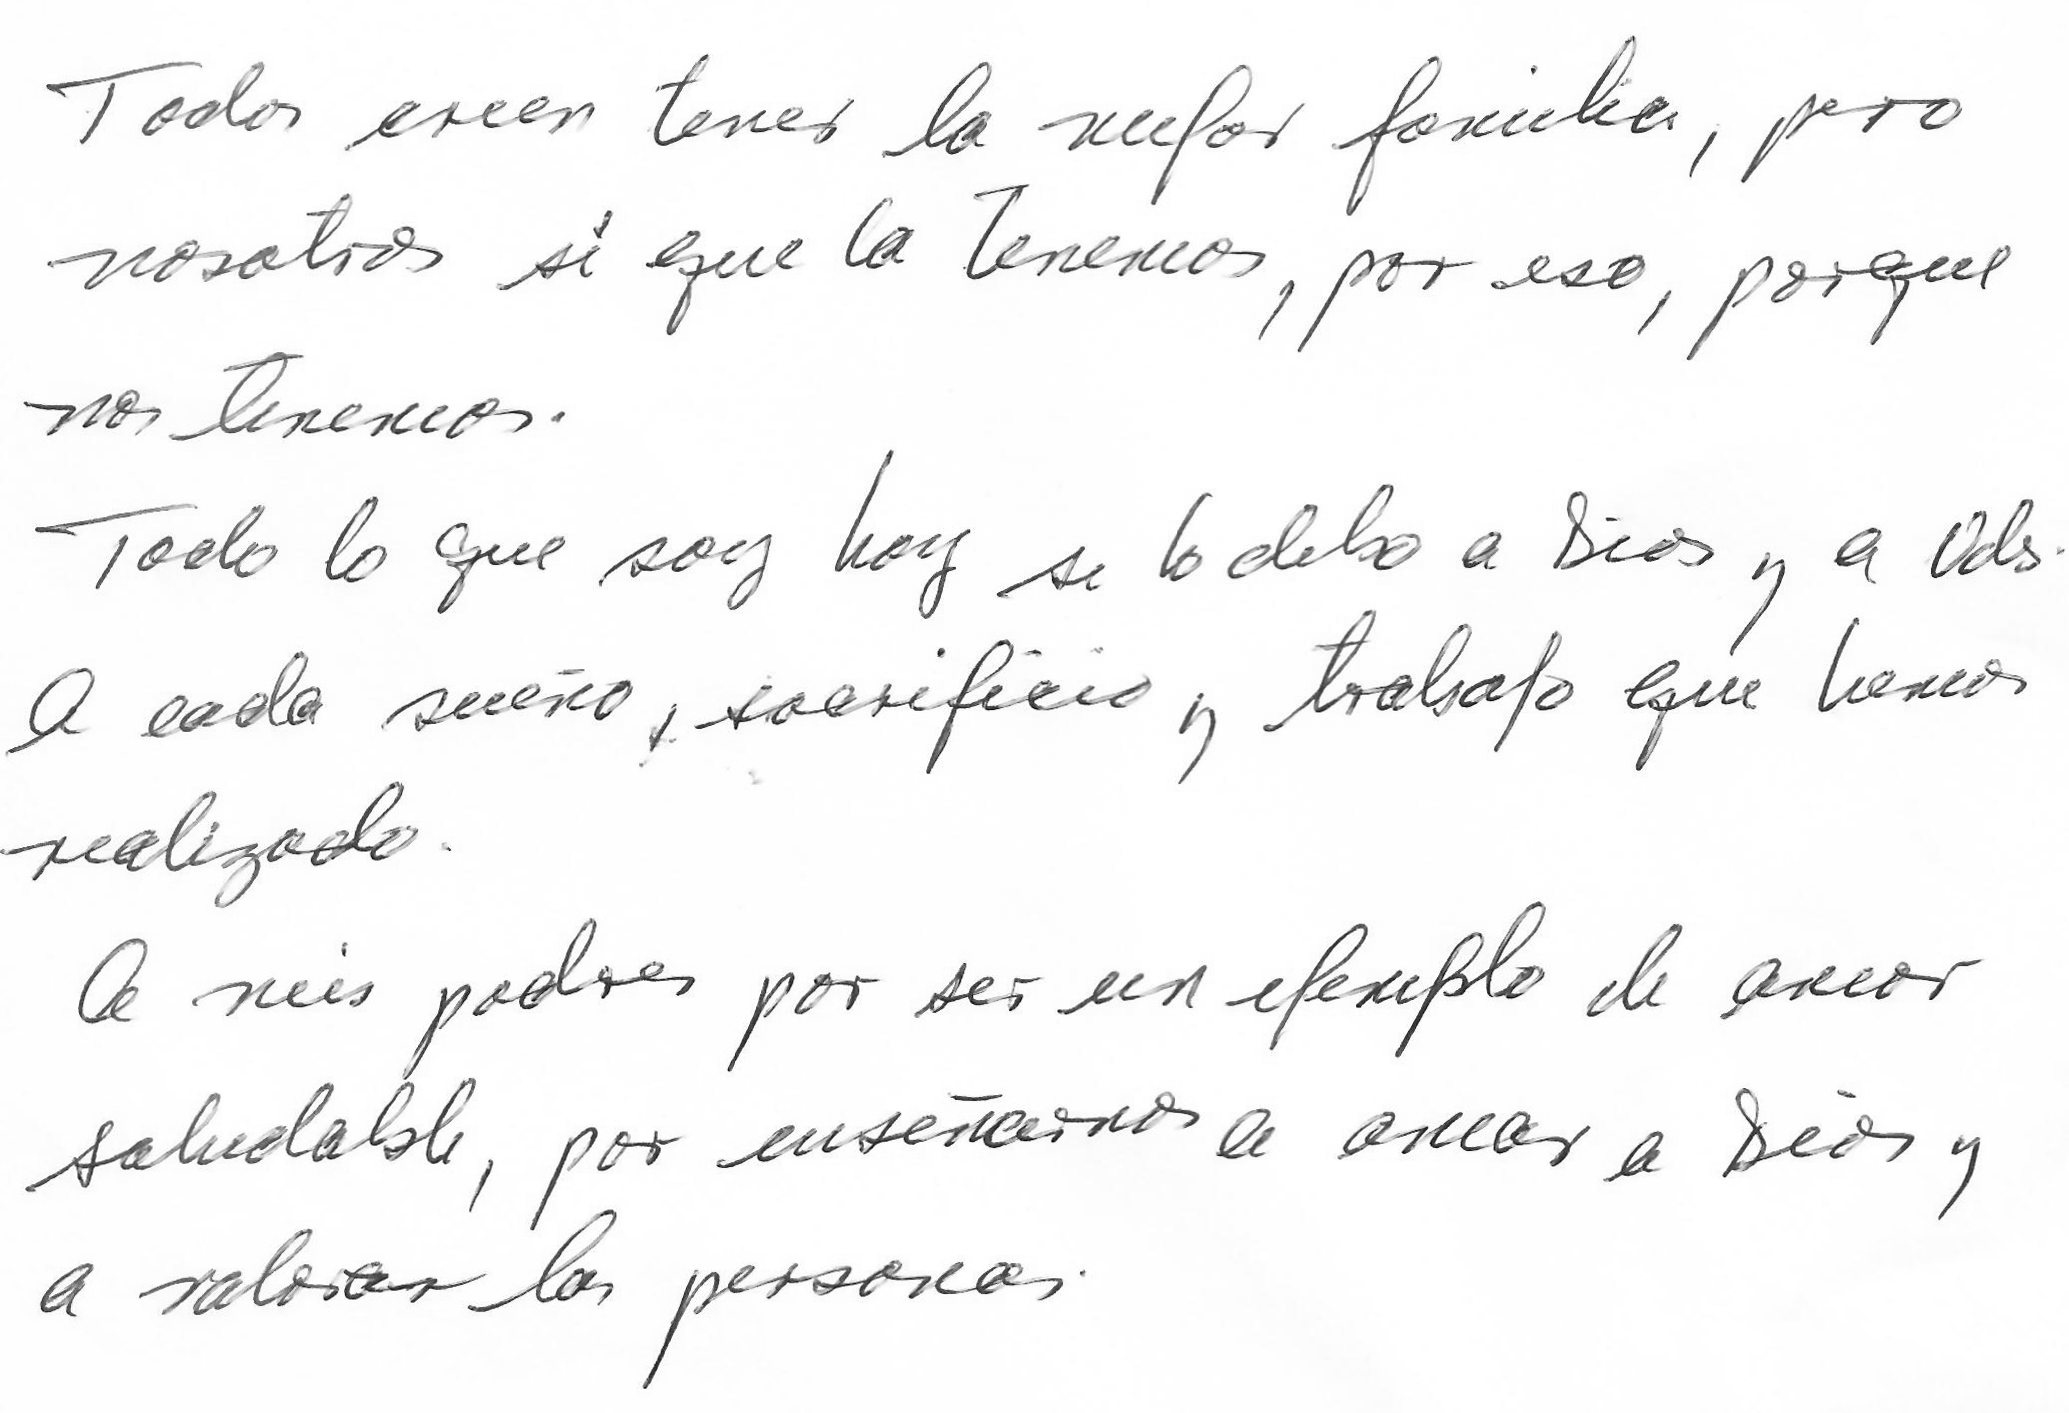 Todos creen tener la mejor familia, pero
nosotros sí que la tenemos, por eso, porque
nos tenemos.
Todo lo que soy hoy se lo debo a Dios y a Uds.
A cada sueño, sacrificio y trabajo que hemos
realizado.
A mis padres por ser un ejemplo de amor
saludable, por enseñarnos a amar a Dios y
a valorar las personas.